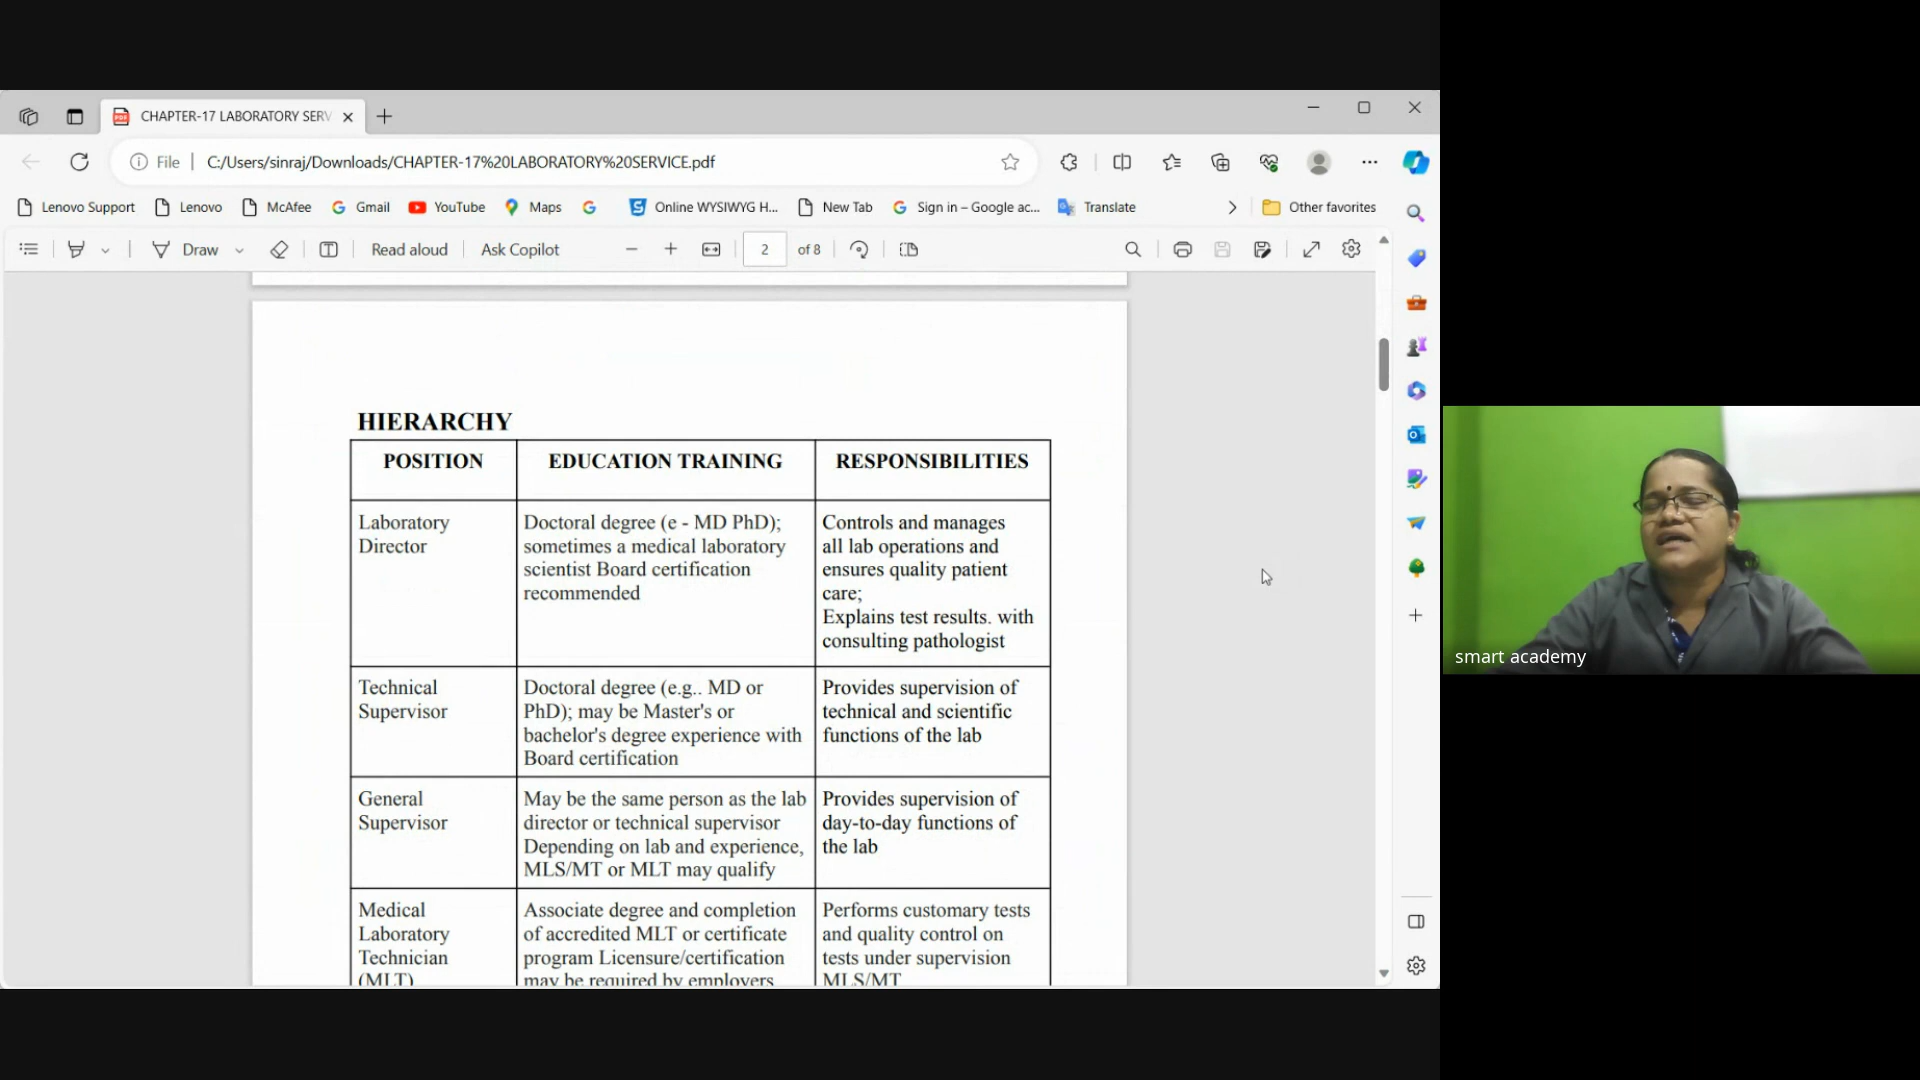 CHAPTER-17 LABORATORY SERV
File
C:/Users/sinraj/Downloads/CHAPTER-17%20LABORATORY%20SERVICE.pdf
Lenovo Support
Lenovo
McAfee
Gmail
YouTube
Maps
Online WYSIWYG H...
New Tab
Sign in – Google ac...
Translate
Other favorites
Draw
Read aloud
Ask Copilot
2
of 8
HIERARCHY
POSITION
EDUCATION TRAINING
RESPONSIBILITIES
Laboratory
Director
Doctoral degree (e - MD PhD);
sometimes a medical laboratory
scientist Board certification
recommended
Controls and manages
all lab operations and
ensures quality patient
care;
Explains test results. with
consulting pathologist
Technical
Supervisor
Doctoral degree (e.g.. MD or
PhD); may be Master's or
bachelor's degree experience with
Board certification
Provides supervision of
technical and scientific
functions of the lab
General
Supervisor
May be the same person as the lab
director or technical supervisor
Depending on lab and experience,
MLS/MT or MLT may qualify
Provides supervision of
day-to-day functions of
the lab
Medical
Laboratory
Technician
(MLT)
Associate degree and completion
of accredited MLT or certificate
program Licensure/certification
may be required by employers
Performs customary tests
and quality control on
tests under supervision
MLS/MT
smart academy